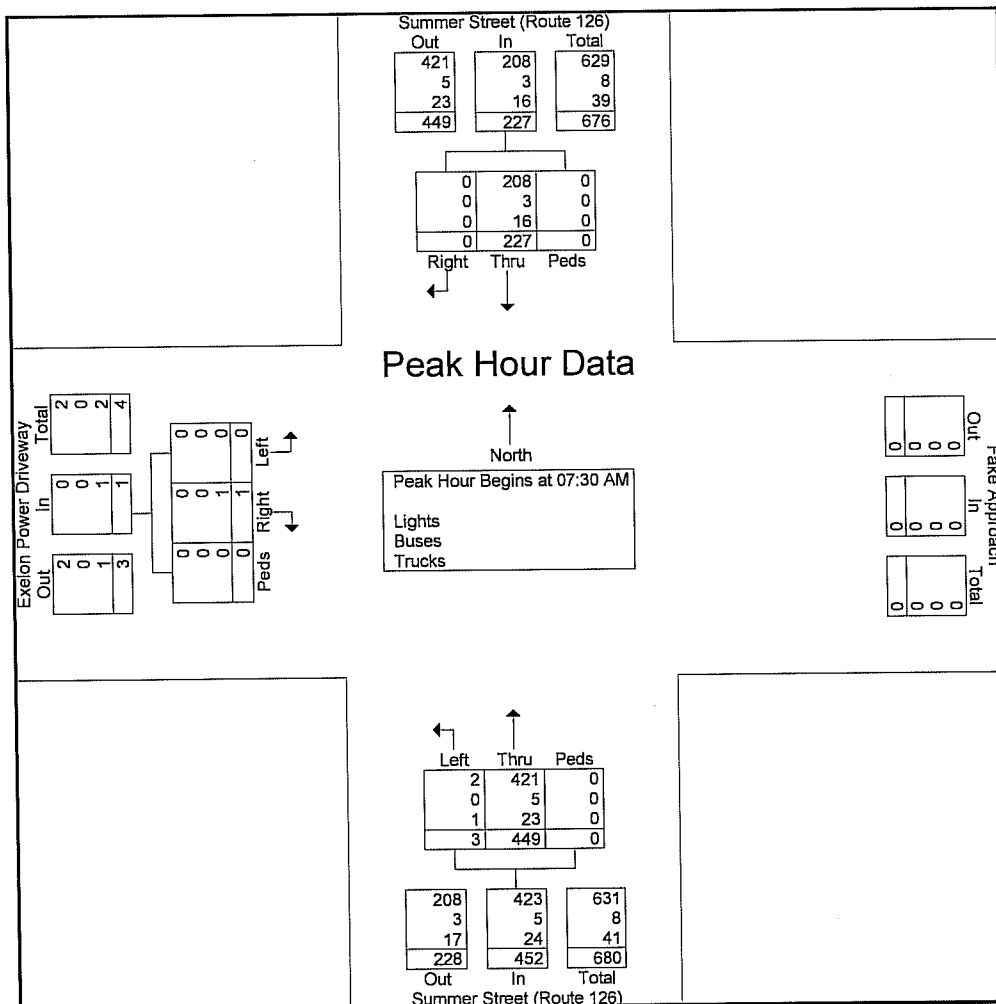 Summer Street (Route 126)
Out In Total
421 208 629
5 3 8
23 16 39
449 227 676
0 208 0
0 3 0
0 16 0
0 227 0
Right Thru Peds
Peak Hour Data
North
Peak Hour Begins at 07:30 AM
Lights
Buses
Trucks
Exelon Power Driveway
Out In Total
2 0 2
0 0 0
1 1 2
3 1 4
Peds Right Left
0 0 0
0 0 0
0 1 0
0 1 0
Fake Approach
Out In Total
0 0 0
0 0 0
0 0 0
0 0 0
Left Thru Peds
2 421 0
0 5 0
1 23 0
3 449 0
208 423 631
3 5 8
17 24 41
228 452 680
Out In Total
Summer Street (Route 126)